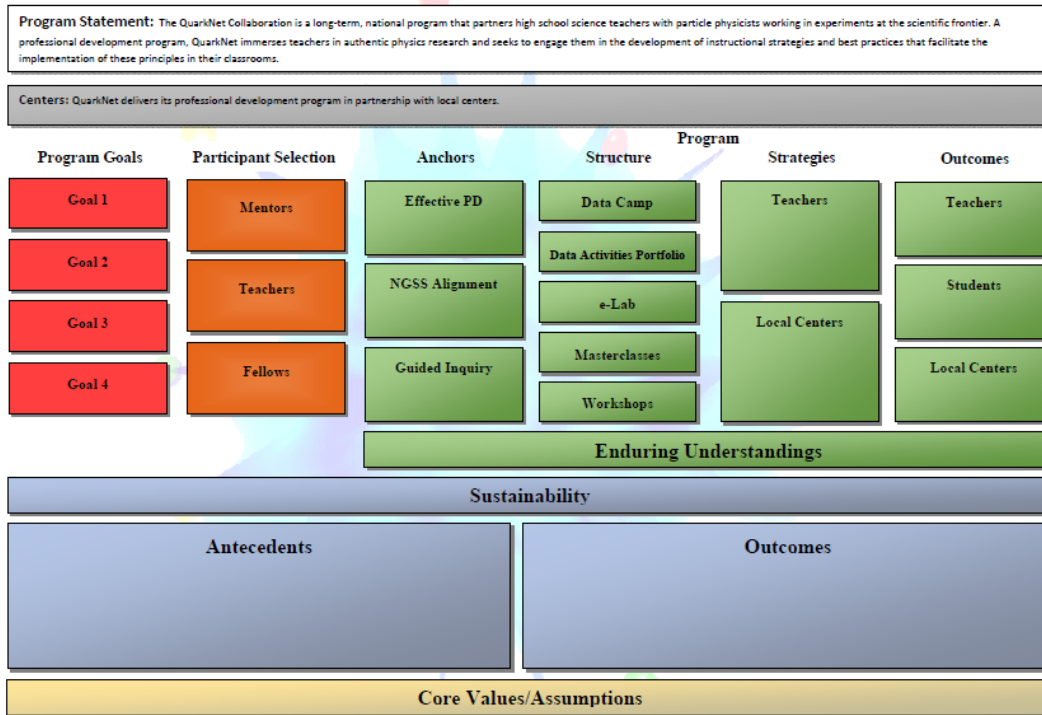 Program Statement: The QuarkNet Collaboration is a long-term, national program that partners high school science teachers with particle physicists working in experiments at the scientific frontier. A
professional development program, QuarkNet immerses teachers in authentic physics research and seeks to engage them in the development of instructional strategies and best practices that facilitate the
implementation of these principles in their classrooms.
Centers: QuarkNet delivers its professional development program in partnership with local centers.
Program
Program Goals
Participant Selection
Anchors
Structure
Strategies
Outcomes
Goal 1
Goal 2
Goal 3
Goal 4
Mentors
Teachers
Fellows
Effective PD
NGSS Alignment
Guided Inquiry
Data Camp
Data Activities Portfolio
e-Lab
Masterclasses
Workshops
Teachers
Local Centers
Teachers
Students
Local Centers
Enduring Understandings
Sustainability
Antecedents
Outcomes
Core Values/Assumptions